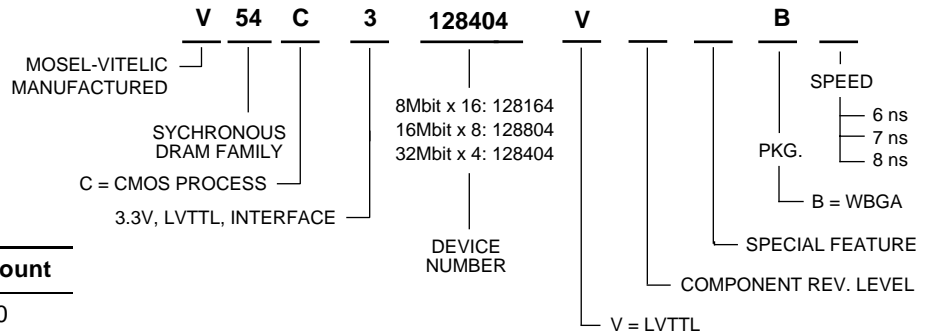 V 54 C 3 128404 V B
MOSEL-VITELIC
MANUFACTURED
SYCHRONOUS
DRAM FAMILY
C = CMOS PROCESS
3.3V, LVTTL, INTERFACE
8Mbit x 16: 128164
16Mbit x 8: 128804
32Mbit x 4: 128404
DEVICE
NUMBER
SPEED
6 ns
7 ns
8 ns
PKG.
B = WBGA
SPECIAL FEATURE
COMPONENT REV. LEVEL
V = LVTTL
ount
0